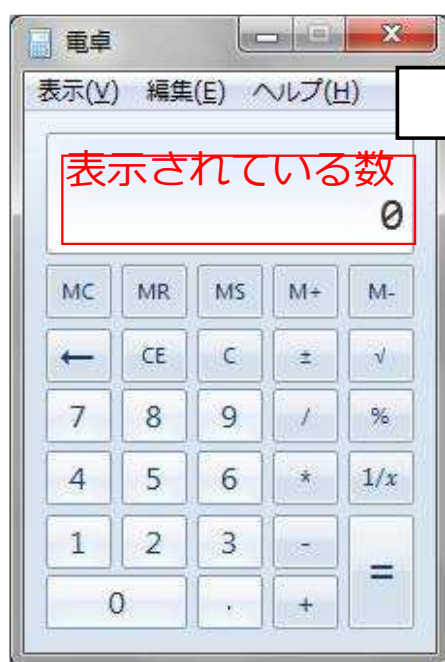 電卓
表示(V) 編集(E) ヘルプ(H)
表示されている数
0
MC MR MS M+ M-
← CE C ± √
7 8 9 / %
4 5 6 * 1/x
1 2 3 - =
0 . +